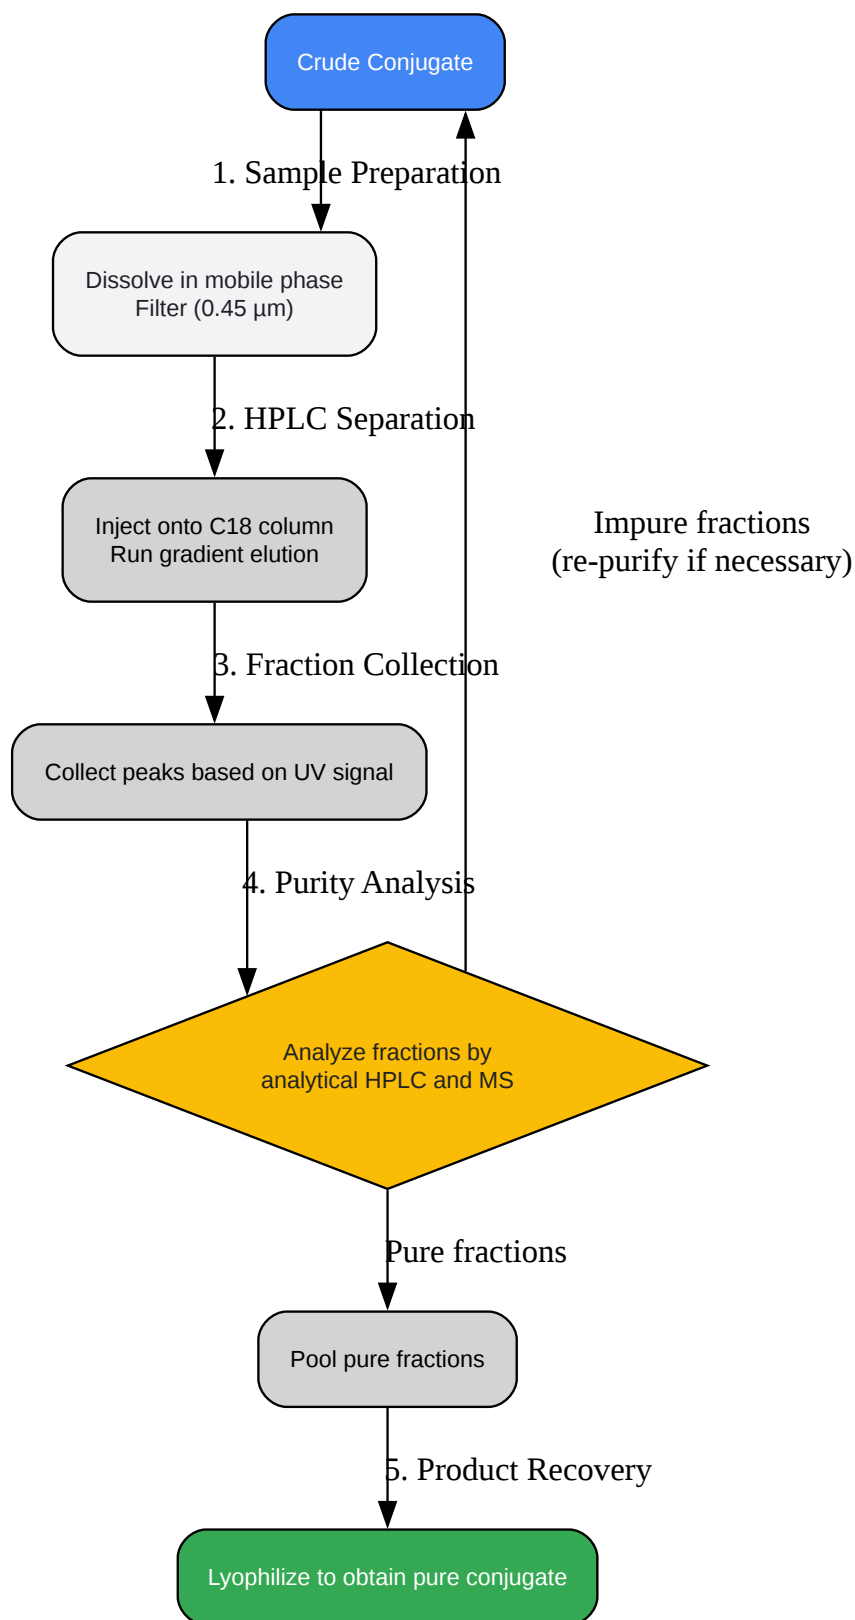 Crude Conjugate
1. Sample Preparation
Dissolve in mobile phase
Filter (0.45 µm)
2. HPLC Separation
Inject onto C18 column
Run gradient elution
Impure fractions
(re-purify if necessary)
3. Fraction Collection
Collect peaks based on UV signal
4. Purity Analysis
Analyze fractions by
analytical HPLC and MS
Pure fractions
Pool pure fractions
5. Product Recovery
Lyophilize to obtain pure conjugate